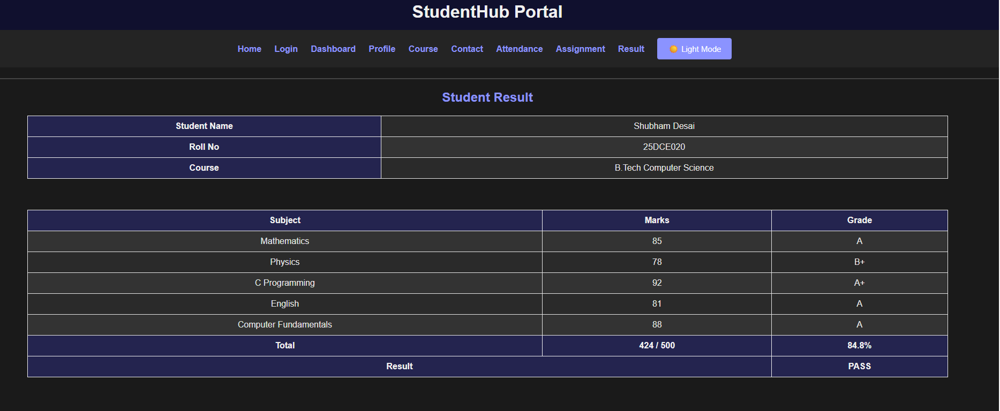 StudentHub Portal
Home Login Dashboard Profile Course Contact Attendance Assignment Result Light Mode
Student Result
Student Name Shubham Desai
Roll No 25DCE020
Course B.Tech Computer Science
Subject Marks Grade
Mathematics 85 A
Physics 78 B+
C Programming 92 A+
English 81 A
Computer Fundamentals 88 A
Total 424 / 500 84.8%
Result PASS